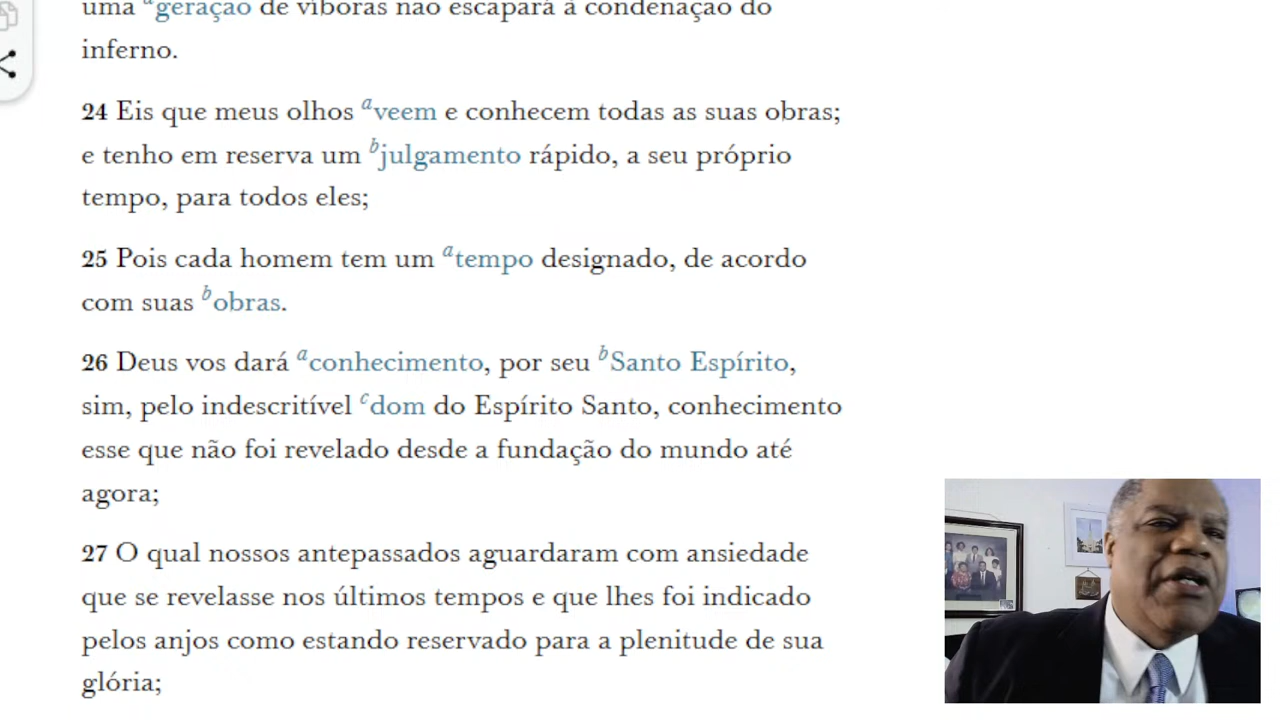 uma ᵃgeração de víboras não escapará à condenação do
inferno.
24 Eis que meus olhos ᵃveem e conhecem todas as suas obras;
e tenho em reserva um ᵇjulgamento rápido, a seu próprio
tempo, para todos eles;
25 Pois cada homem tem um ᵃtempo designado, de acordo
com suas ᵇobras.
26 Deus vos dará ᵃconhecimento, por seu ᵇSanto Espírito,
sim, pelo indescritível ᶜdom do Espírito Santo, conhecimento
esse que não foi revelado desde a fundação do mundo até
agora;
27 O qual nossos antepassados aguardaram com ansiedade
que se revelasse nos últimos tempos e que lhes foi indicado
pelos anjos como estando reservado para a plenitude de sua
glória;